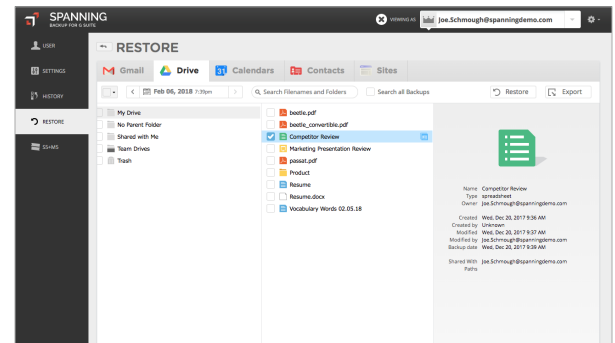 SPANNING
BACKUP FOR G SUITE
VIEWING AS
Joe.Schmough@spanningdemo.com
USER
SETTINGS
HISTORY
RESTORE
SS+MS
RESTORE
Gmail
Drive
31 Calendars
Contacts
Sites
Feb 06, 2018 7:39pm
Search Filenames and Folders
Search all Backups
Restore
Export
My Drive
No Parent Folder
Shared with Me
Team Drives
Trash
beetle.pdf
beetle_convertible.pdf
Competitor Review
Marketing Presentation Review
passat.pdf
Product
Resume
Resume.docx
Vocabulary Words 02.05.18
Name Competitor Review
Type spreadsheet
Owner Joe.Schmough@spanningdemo.com
Created Wed, Dec 20, 2017 9:36 AM
Created by Unknown
Modified Wed, Dec 20, 2017 9:37 AM
Modified by Joe.Schmough@spanningdemo.com
Backup date Wed, Dec 20, 2017 9:39 AM
Shared With Joe.Schmough@spanningdemo.com
Paths